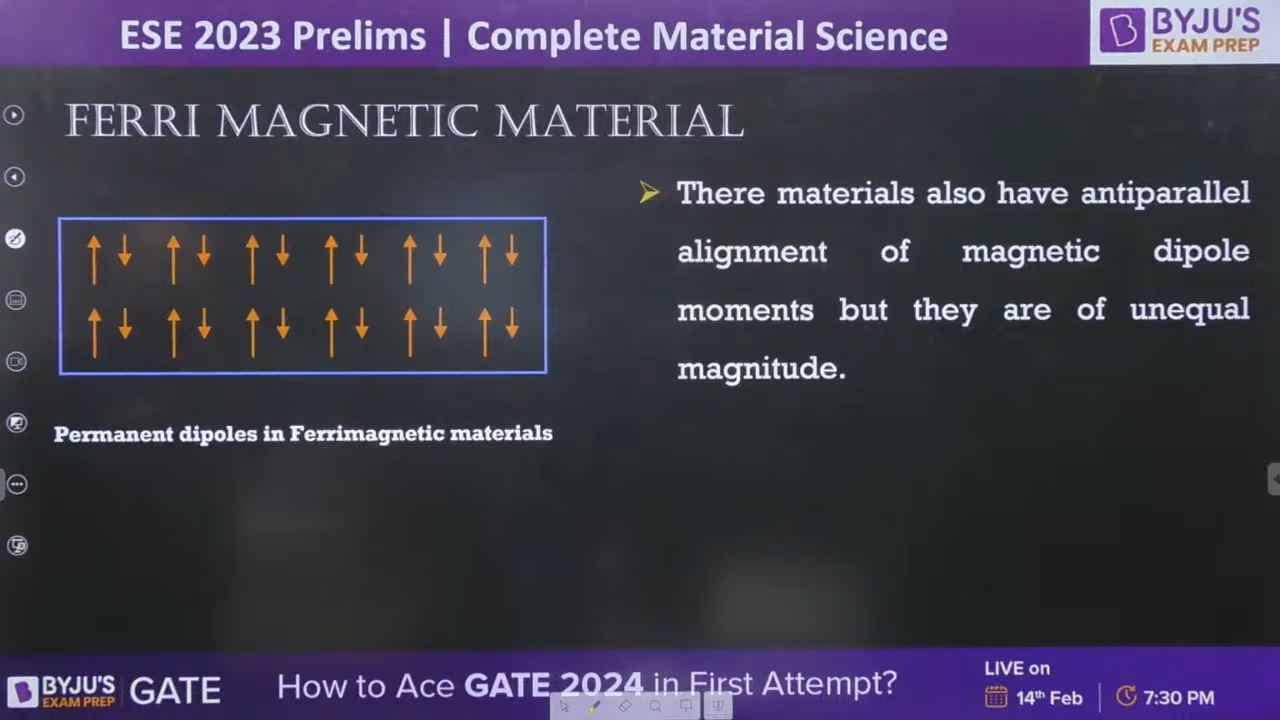 ESE 2023 Prelims | Complete Material Science
BYJU'S
EXAM PREP
FERRI MAGNETIC MATERIAL
There materials also have antiparallel
alignment of magnetic dipole
moments but they are of unequal
magnitude.
Permanent dipoles in Ferrimagnetic materials
BYJU'S
EXAM PREP
GATE
How to Ace GATE 2024 in First Attempt?
LIVE on
14th Feb
7:30 PM